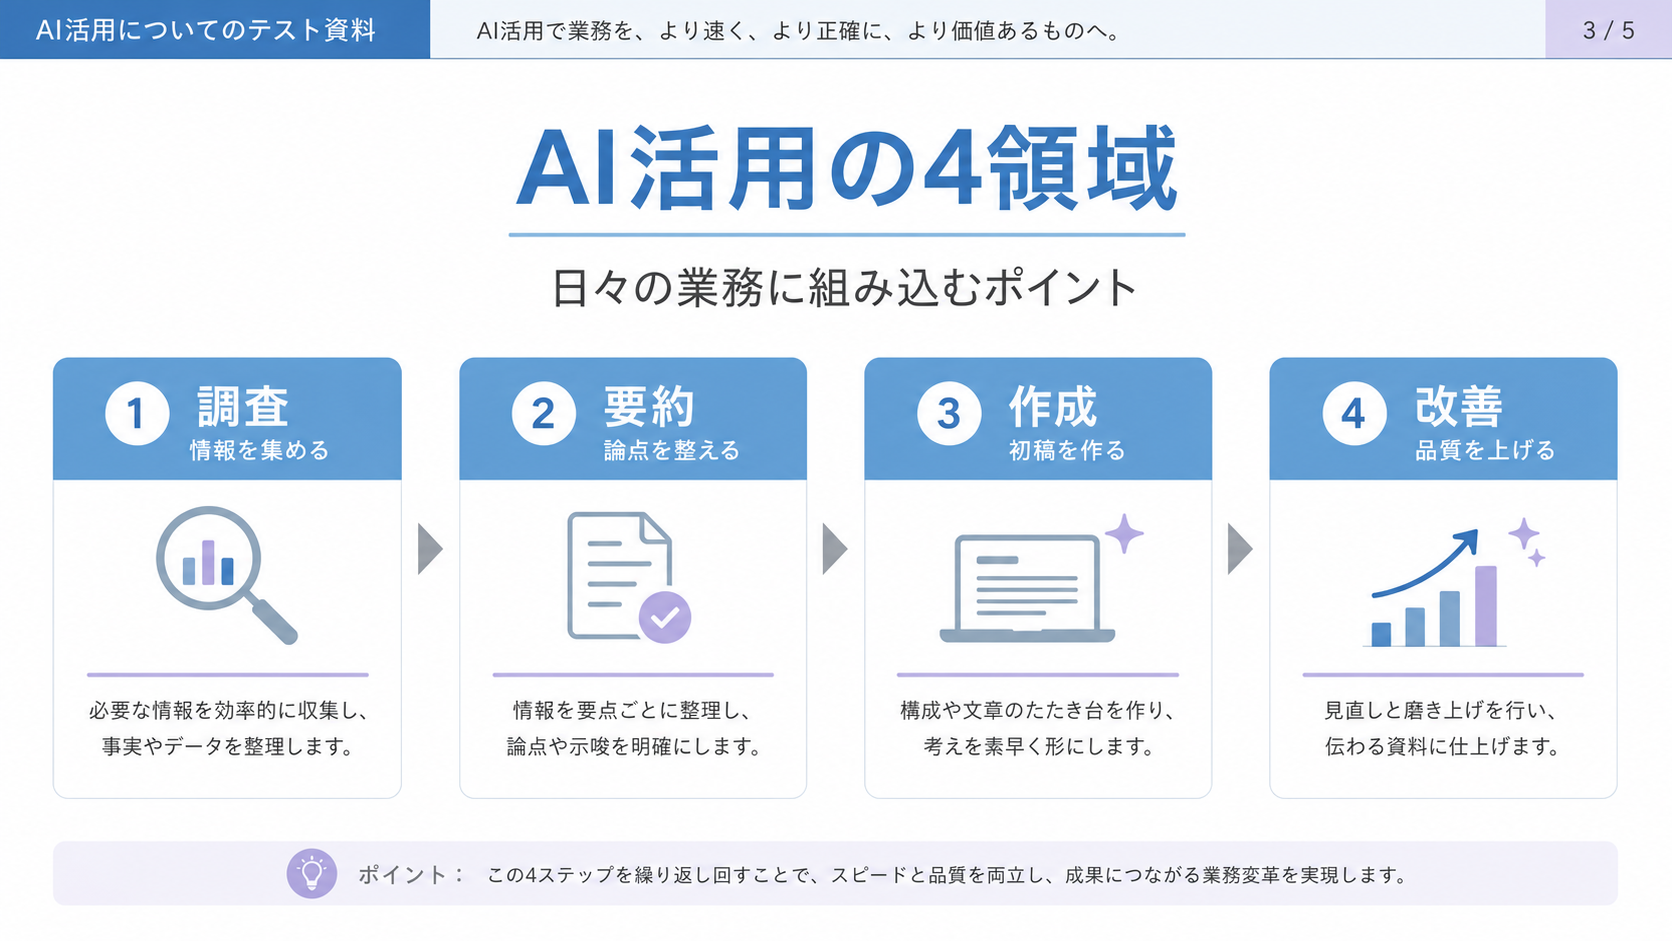 AI活用についてのテスト資料
AI活用で業務を、より速く、より正確に、より価値あるものへ。
3 / 5
AI活用の4領域
日々の業務に組み込むポイント
1 調査
情報を集める
必要な情報を効率的に収集し、
事実やデータを整理します。
2 要約
論点を整える
情報を要点ごとに整理し、
論点や示唆を明確にします。
3 作成
初稿を作る
構成や文章のたたき台を作り、
考えを素早く形にします。
4 改善
品質を上げる
見直しと磨き上げを行い、
伝わる資料に仕上げます。
ポイント： この4ステップを繰り返し回すことで、スピードと品質を両立し、成果につながる業務変革を実現します。